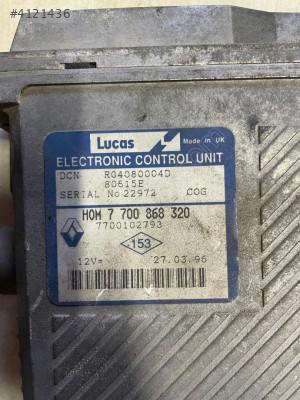 #4121436
Lucas
Made in UK
ELECTRONIC CONTROL UNIT
DCN R04080004D
80615E
SERIAL No 22972 COG
HOM 7 700 868 320
7700102793
153
12V= 27.03.96